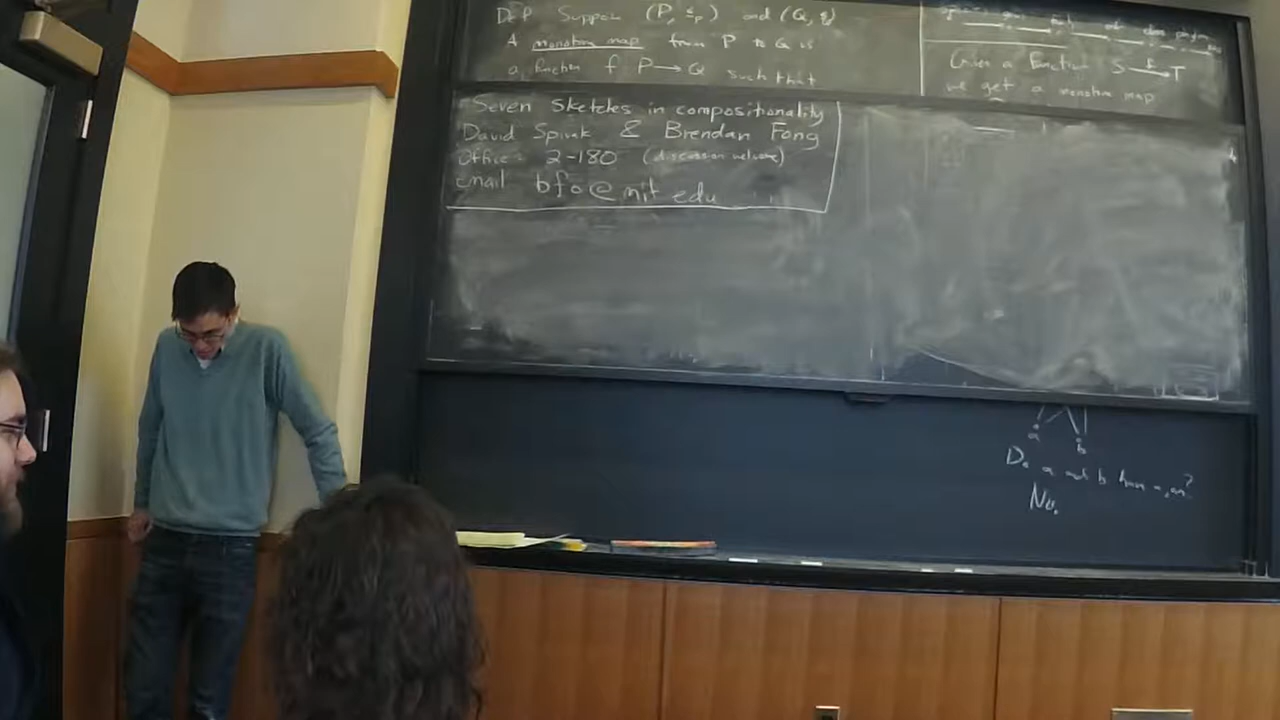 Def Suppose (P, ≤p) and (Q, ≤)
A monotone map from P to Q is
a function f P→Q such that
Given a function S f→ T
we get a monotone map
Seven Sketches in compositionality
David Spivak & Brendan Fong
Office 2-180 (discussion welcome)
email bfo@mit edu
a
b
Do a and b have a join?
No.